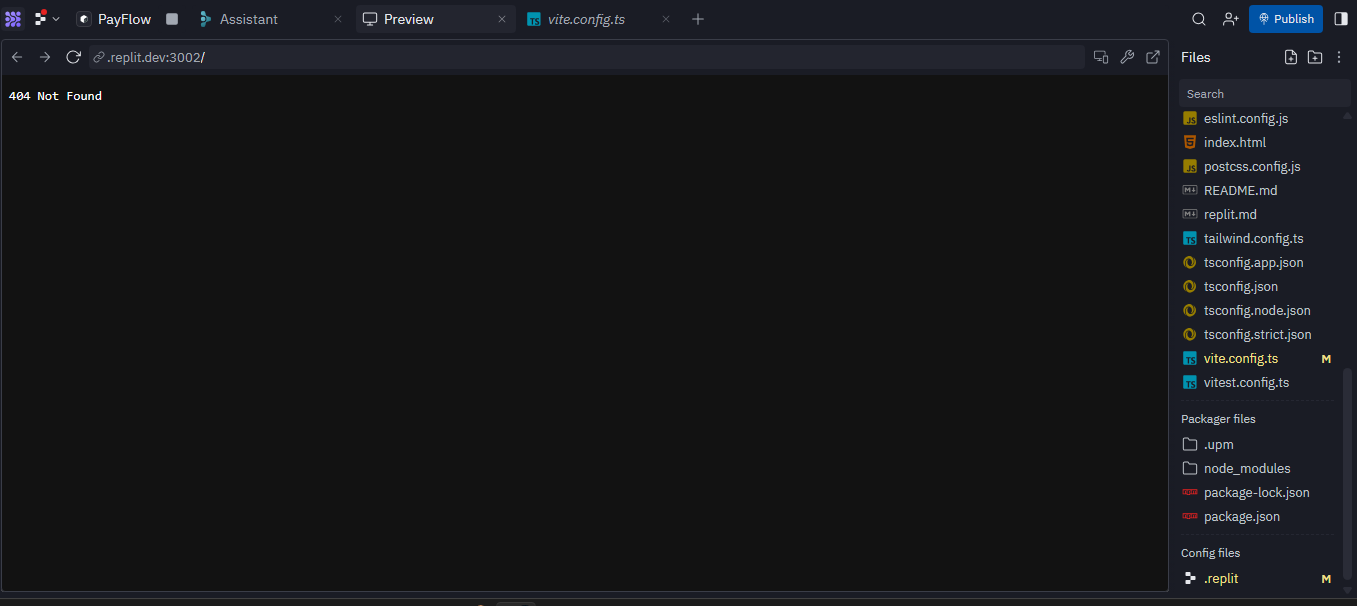 PayFlow Assistant Preview vite.config.ts Publish
.replit.dev:3002/
404 Not Found
Files
Search
eslint.config.js
index.html
postcss.config.js
README.md
replit.md
tailwind.config.ts
tsconfig.app.json
tsconfig.json
tsconfig.node.json
tsconfig.strict.json
vite.config.ts M
vitest.config.ts
Packager files
.upm
node_modules
package-lock.json
package.json
Config files
.replit M